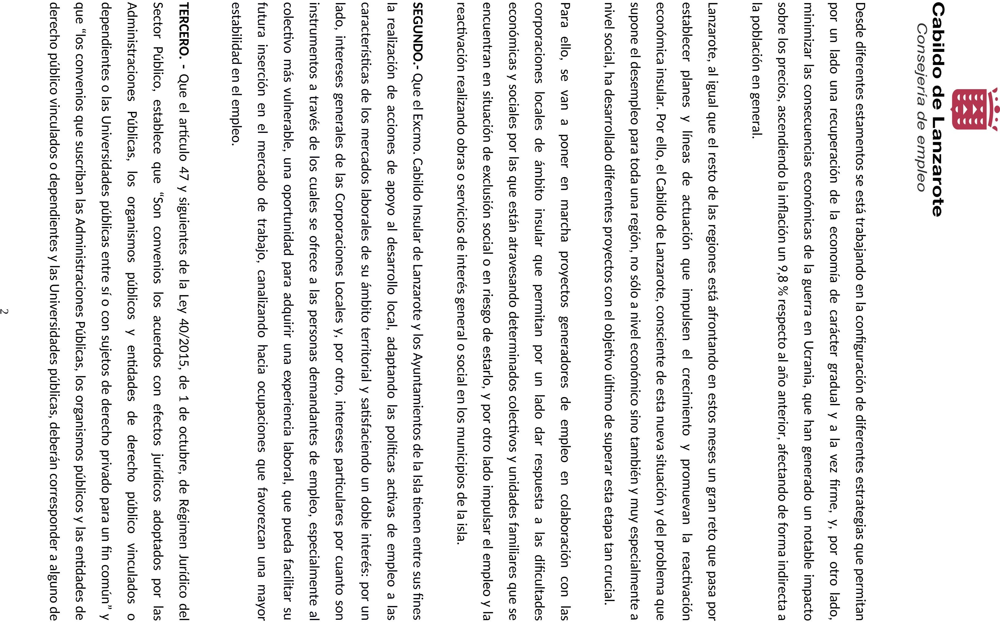 Cabildo de Lanzarote
Consejería de empleo
Desde diferentes estamentos se está trabajando en la configuración de diferentes estrategias que permitan
por un lado una recuperación de la economía de carácter gradual y a la vez firme, y, por otro lado,
minimizar las consecuencias económicas de la guerra en Ucrania, que han generado un notable impacto
sobre los precios, ascendiendo la inflación un 9,8 % respecto al año anterior, afectando de forma indirecta a
la población en general.
Lanzarote, al igual que el resto de las regiones está afrontando en estos meses un gran reto que pasa por
establecer planes y líneas de actuación que impulsen el crecimiento y promuevan la reactivación
económica insular. Por ello, el Cabildo de Lanzarote, consciente de esta nueva situación y del problema que
supone el desempleo para toda una región, no sólo a nivel económico sino también y muy especialmente a
nivel social, ha desarrollado diferentes proyectos con el objetivo último de superar esta etapa tan crucial.
Para ello, se van a poner en marcha proyectos generadores de empleo en colaboración con las
corporaciones locales de ámbito insular que permitan por un lado dar respuesta a las dificultades
económicas y sociales por las que están atravesando determinados colectivos y unidades familiares que se
encuentran en situación de exclusión social o en riesgo de estarlo, y por otro lado impulsar el empleo y la
reactivación realizando obras o servicios de interés general o social en los municipios de la isla.
SEGUNDO.- Que el Excmo. Cabildo Insular de Lanzarote y los Ayuntamientos de la Isla tienen entre sus fines
la realización de acciones de apoyo al desarrollo local, adaptando las políticas activas de empleo a las
características de los mercados laborales de su ámbito territorial y satisfaciendo un doble interés: por un
lado, intereses generales de las Corporaciones Locales y, por otro, intereses particulares por cuanto son
instrumentos a través de los cuales se ofrece a las personas demandantes de empleo, especialmente al
colectivo más vulnerable, una oportunidad para adquirir una experiencia laboral, que pueda facilitar su
futura inserción en el mercado de trabajo, canalizando hacia ocupaciones que favorezcan una mayor
estabilidad en el empleo.
TERCERO. - Que el artículo 47 y siguientes de la Ley 40/2015, de 1 de octubre, de Régimen Jurídico del
Sector Público, establece que “Son convenios los acuerdos con efectos jurídicos adoptados por las
Administraciones Públicas, los organismos públicos y entidades de derecho público vinculados o
dependientes o las Universidades públicas entre sí o con sujetos de derecho privado para un fin común” y
que “los convenios que suscriban las Administraciones Públicas, los organismos públicos y las entidades de
derecho público vinculados o dependientes y las Universidades públicas, deberán corresponder a alguno de
2